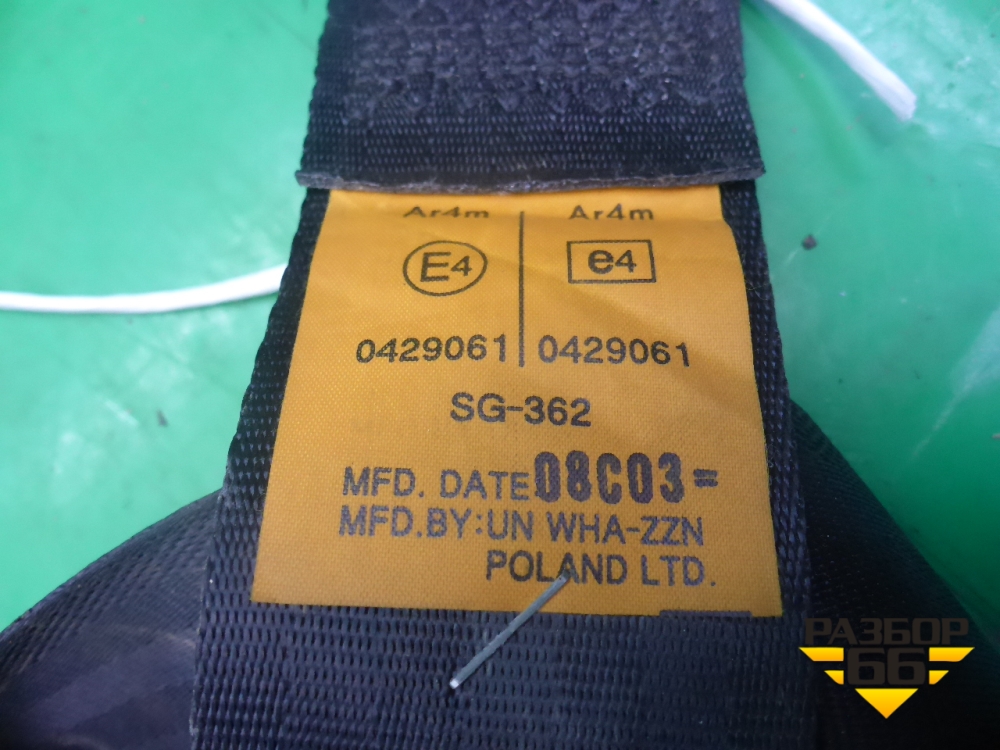 Ar4m Ar4m
E4 e4
0429061 0429061
SG-362
MFD. DATE 08C03=
MFD.BY:UN WHA-ZZN
POLAND LTD.
РАЗБОР
66